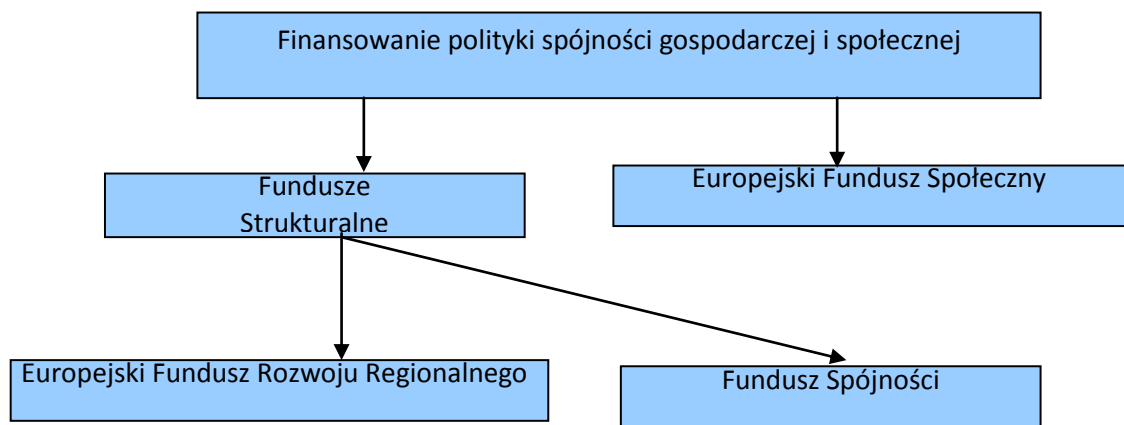 Finansowanie polityki spójności gospodarczej i społecznej
Fundusze
Strukturalne
Europejski Fundusz Społeczny
Europejski Fundusz Rozwoju Regionalnego
Fundusz Spójności